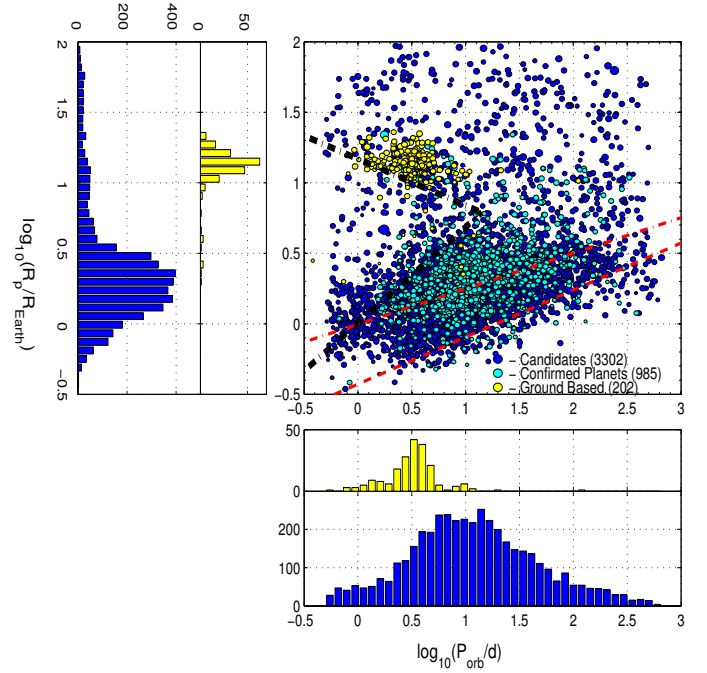 0 200 400
0 50
2
1.5
1
0.5
0
−0.5
log10(Rp/REarth)
2
1.5
1
0.5
0
−0.5
– Candidates (3302)
– Confirmed Planets (985)
– Ground Based (202)
−0.5 0 0.5 1 1.5 2 2.5 3
50
0
200
100
0
−0.5 0 0.5 1 1.5 2 2.5 3
log10(Porb/d)